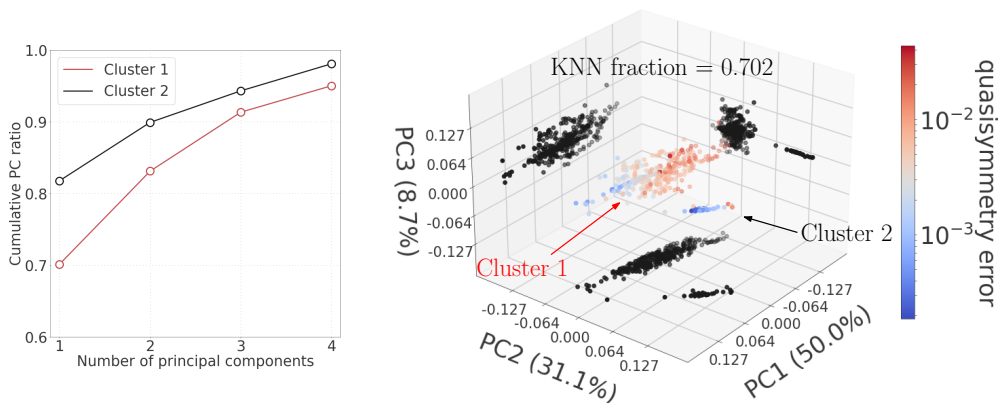 1.0
0.9
0.8
0.7
0.6
Cumulative PC ratio
Cluster 1
Cluster 2
1
2
3
4
Number of principal components
KNN fraction = 0.702
PC3 (8.7%)
0.127
0.064
0.000
-0.064
-0.127
Cluster 1
Cluster 2
-0.127
-0.064
0.000
0.064
0.127
PC2 (31.1%)
-0.127
-0.064
0.000
0.064
0.127
PC1 (50.0%)
10⁻²
10⁻³
quasisymmetry error